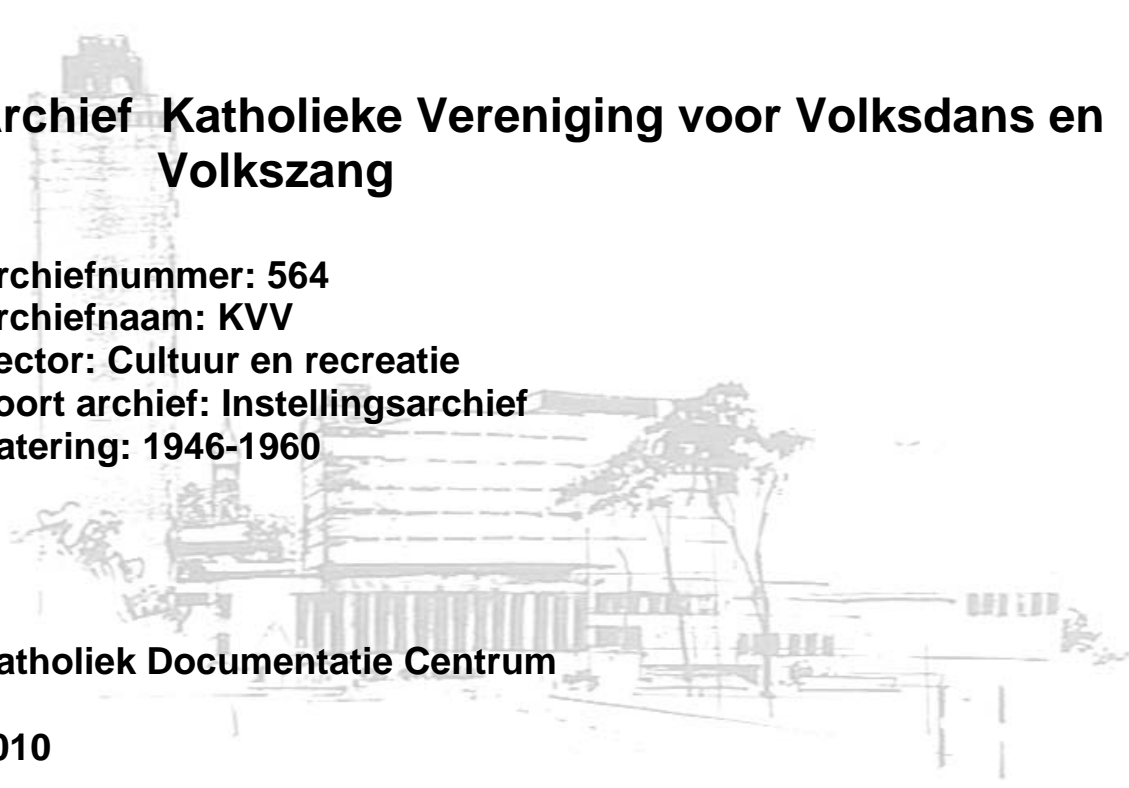 rchief Katholieke Vereniging voor Volksdans en
Volkszang
rchiefnummer: 564
rchiefnaam: KVV
ector: Cultuur en recreatie
oort archief: Instellingsarchief
atering: 1946-1960
atholiek Documentatie Centrum
010